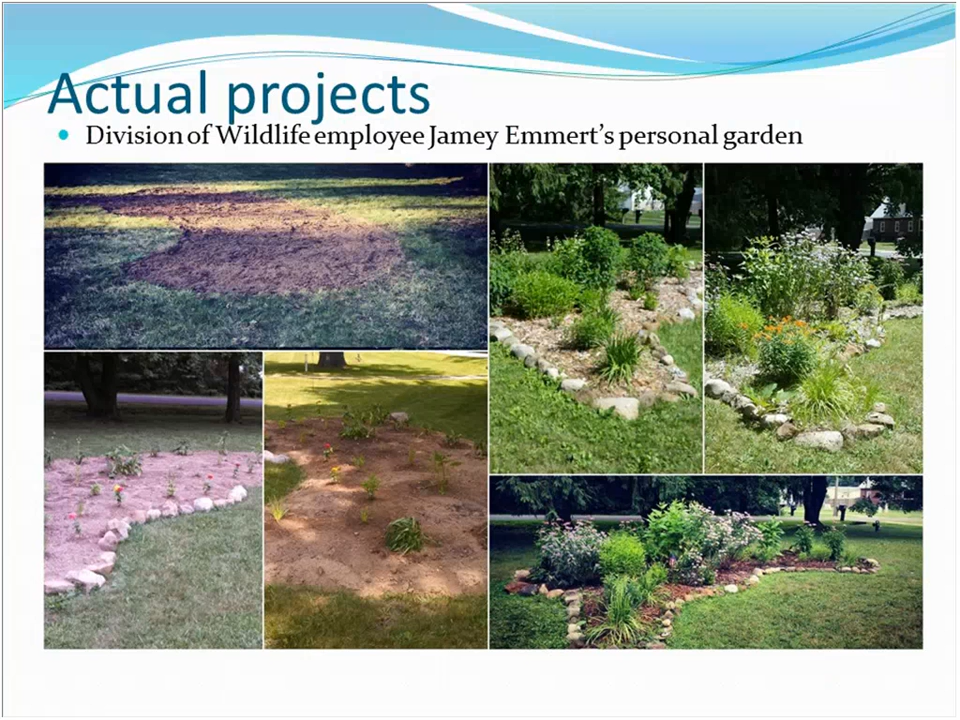 Actual projects
Division of Wildlife employee Jamey Emmert’s personal garden